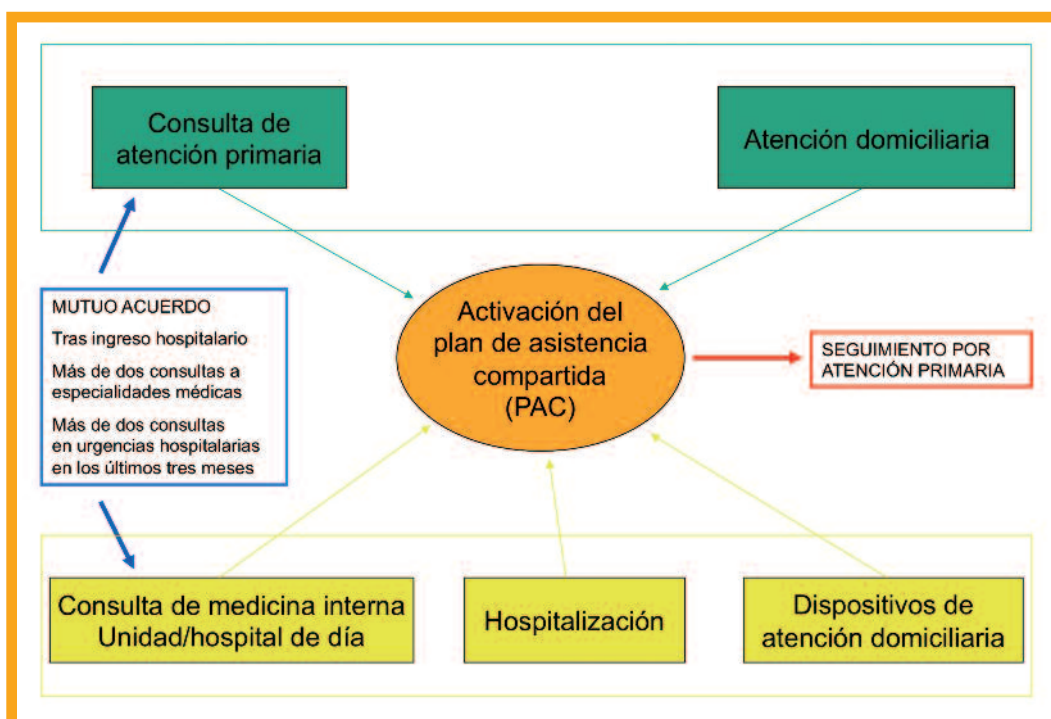 Consulta de
atención primaria
Atención domiciliaria
MUTUO ACUERDO
Tras ingreso hospitalario
Más de dos consultas a
especialidades médicas
Más de dos consultas
en urgencias hospitalarias
en los últimos tres meses
Activación del
plan de asistencia
compartida
(PAC)
SEGUIMIENTO POR
ATENCIÓN PRIMARIA
Consulta de medicina interna
Unidad/hospital de día
Hospitalización
Dispositivos de
atención domiciliaria